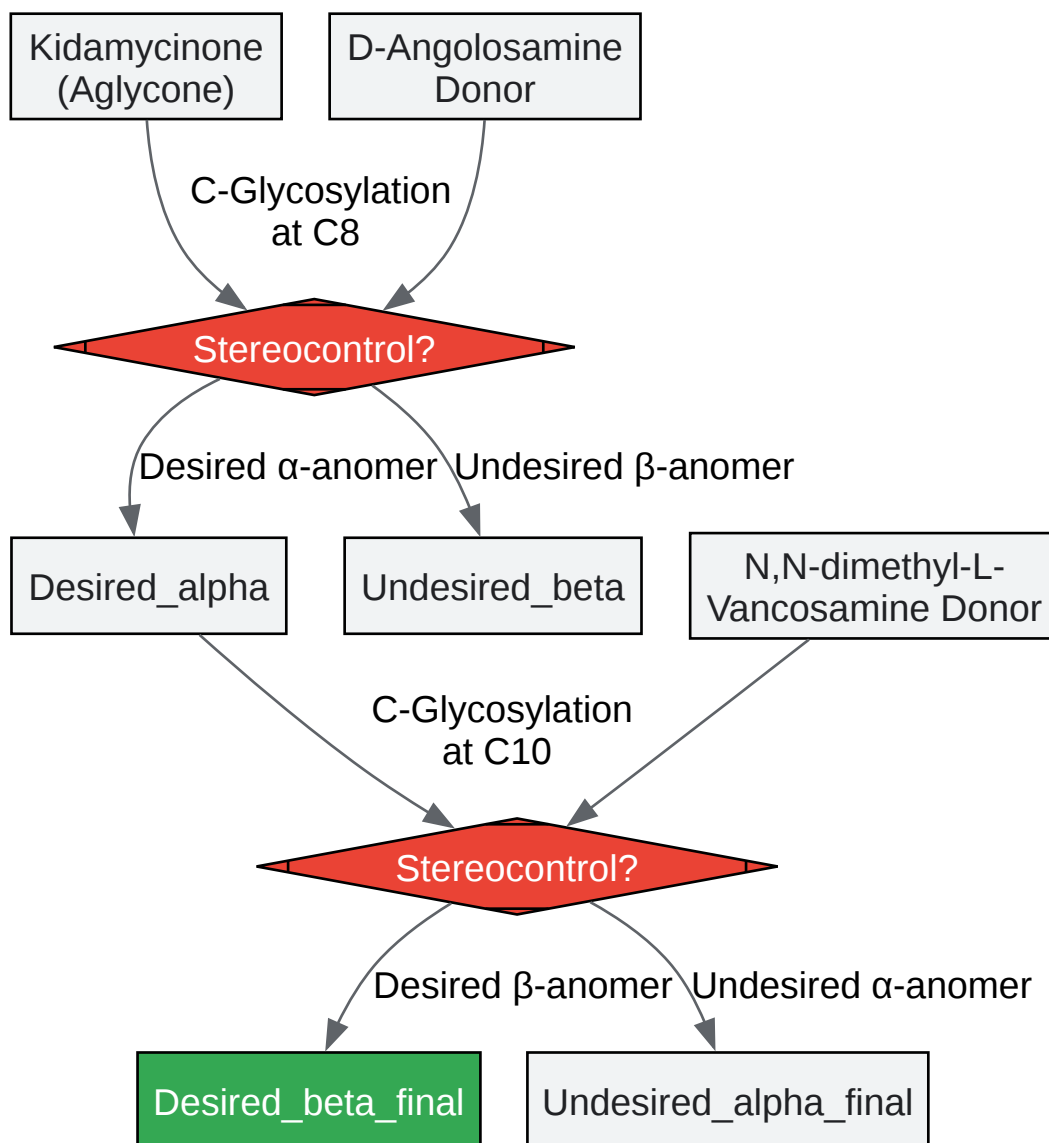 Kidamycinone
(Aglycone)
D-Angolosamine
Donor
C-Glycosylation
at C8
Stereocontrol?
Desired α-anomer
Undesired β-anomer
Desired_alpha
Undesired_beta
N,N-dimethyl-L-
Vancosamine Donor
C-Glycosylation
at C10
Stereocontrol?
Desired β-anomer
Undesired α-anomer
Desired_beta_final
Undesired_alpha_final